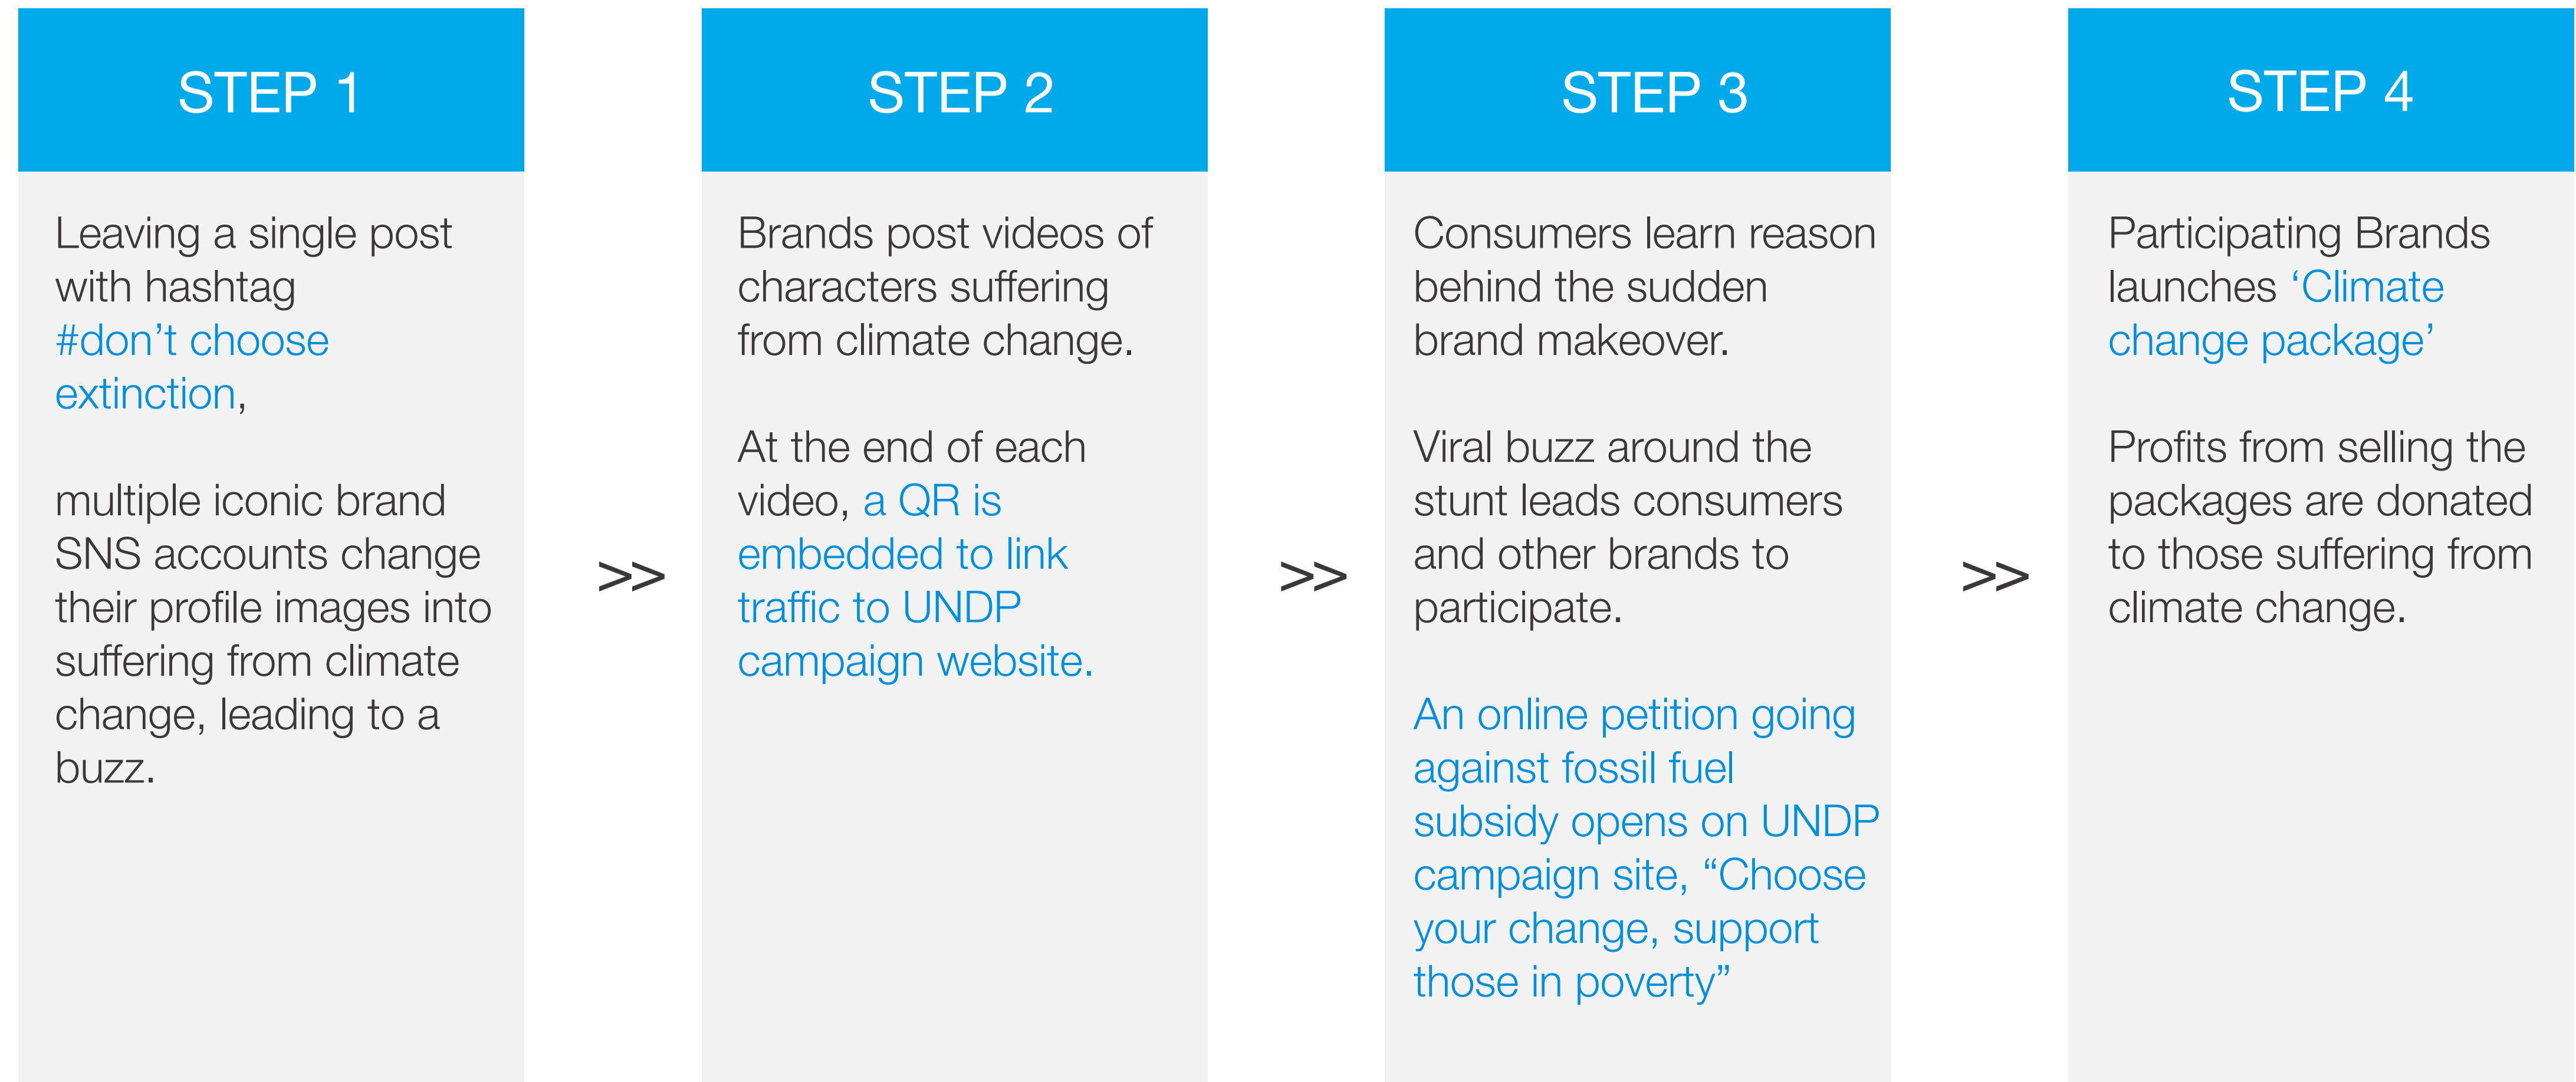 STEP 1
Leaving a single post
with hashtag
#don’t choose
extinction,
multiple iconic brand
SNS accounts change
their profile images into
suffering from climate
change, leading to a
buzz.
>>
STEP 2
Brands post videos of
characters suffering
from climate change.
At the end of each
video, a QR is
embedded to link
traffic to UNDP
campaign website.
>>
STEP 3
Consumers learn reason
behind the sudden
brand makeover.
Viral buzz around the
stunt leads consumers
and other brands to
participate.
An online petition going
against fossil fuel
subsidy opens on UNDP
campaign site, “Choose
your change, support
those in poverty”
>>
STEP 4
Participating Brands
launches ‘Climate
change package’
Profits from selling the
packages are donated
to those suffering from
climate change.